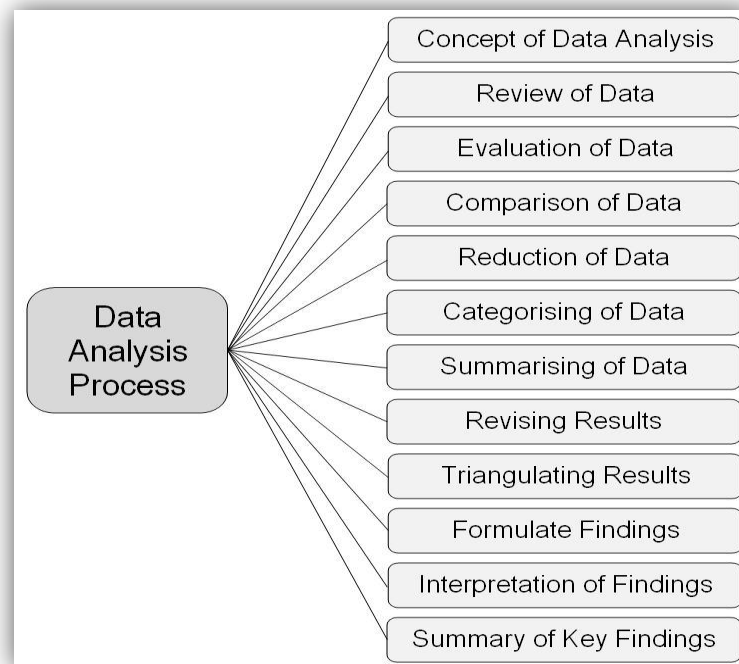 Data
Analysis
Process
Concept of Data Analysis
Review of Data
Evaluation of Data
Comparison of Data
Reduction of Data
Categorising of Data
Summarising of Data
Revising Results
Triangulating Results
Formulate Findings
Interpretation of Findings
Summary of Key Findings